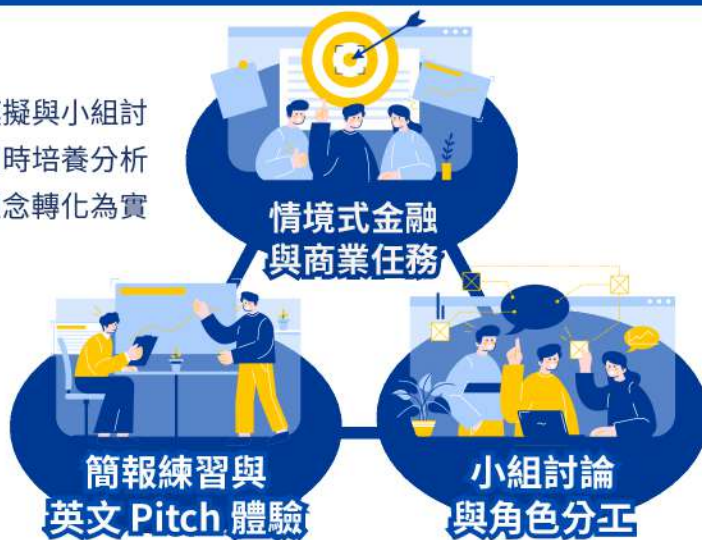 擬與小組討
時培養分析
念轉化為實
情境式金融
與商業任務
簡報練習與
英文 Pitch 體驗
小組討論
與角色分工